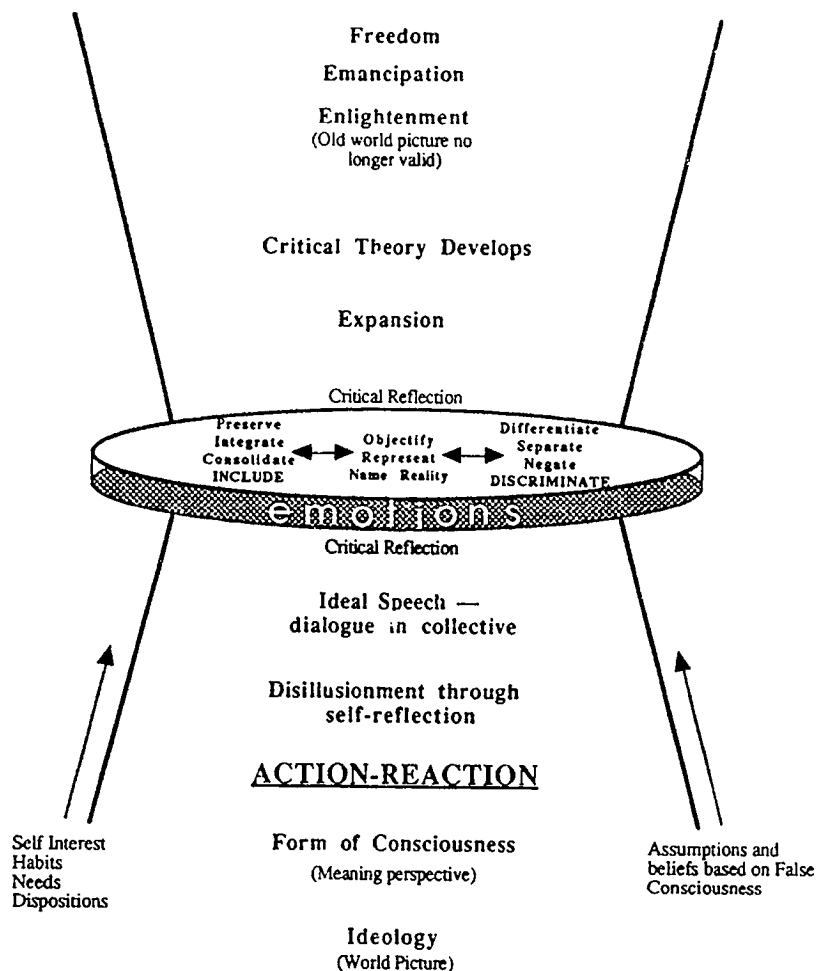 Freedom
Emancipation
Enlightenment
(Old world picture no
longer valid)
Critical Theory Develops
Expansion
Critical Reflection
Preserve
Integrate
Consolidate
INCLUDE
Objectify
Represent
Name Reality
Differentiate
Separate
Negate
DISCRIMINATE
emotions
Critical Reflection
Ideal Speech —
dialogue in collective
Disillusionment through
self-reflection
ACTION-REACTION
Form of Consciousness
(Meaning perspective)
Self Interest
Habits
Needs
Dispositions
Assumptions and
beliefs based on False
Consciousness
Ideology
(World Picture)